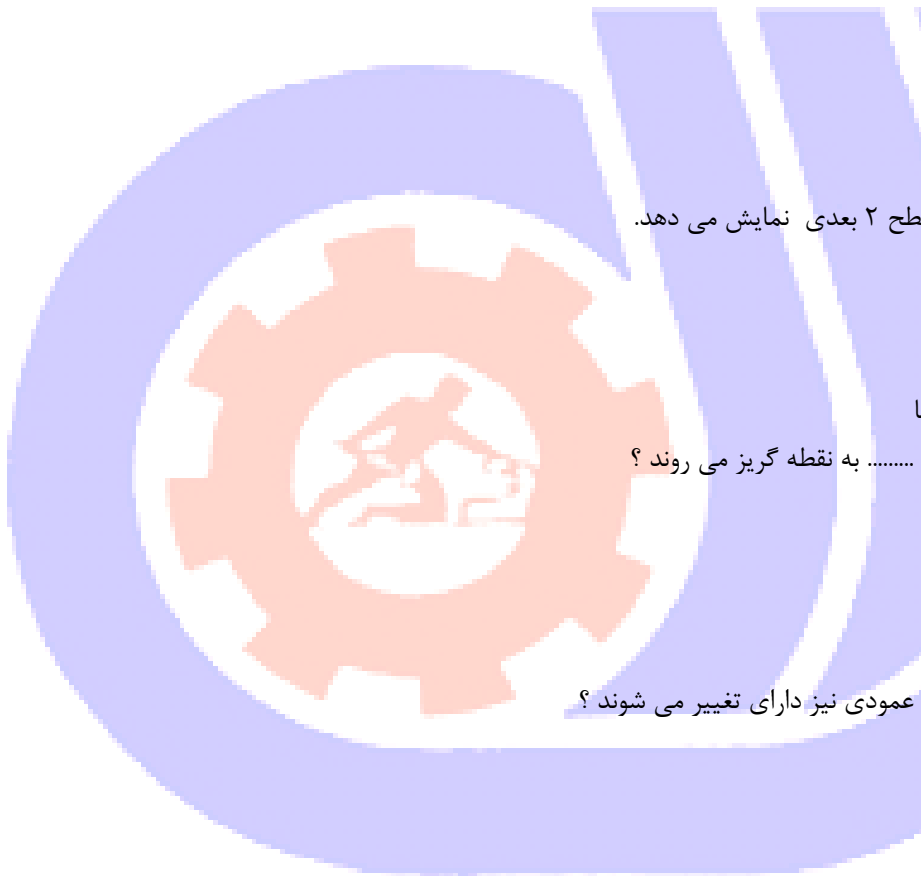 طح ۲ بعدی نمایش می دهد.
ا
......... به نقطه گریز می روند ؟
عمودی نیز دارای تغییر می شوند ؟